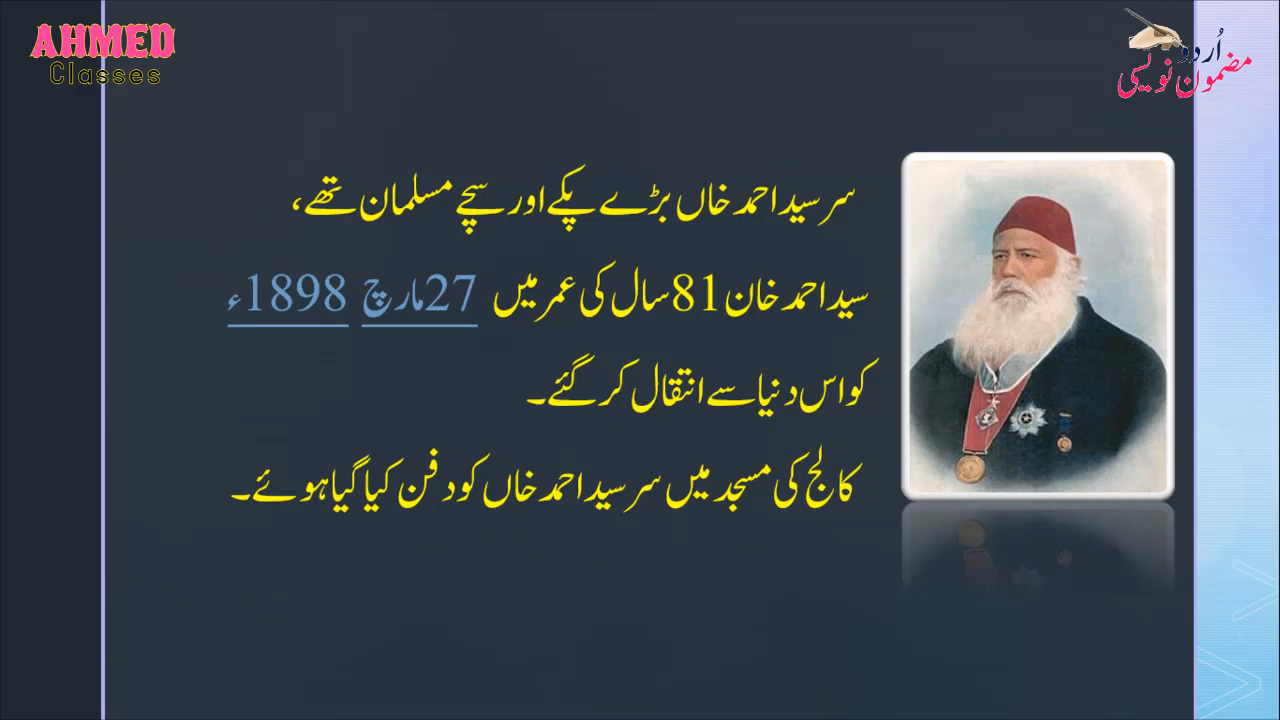 AHMED
Classes
اُردو
مضمون نویسی
سر سید احمد خاں بڑے پکے اور سچے مسلمان تھے،
سید احمد خان 81 سال کی عمر میں 27 مارچ 1898ء
کو اس دنیا سے انتقال کر گئے۔
کالج کی مسجد میں سر سید احمد خاں کو دفن کیا گیا ہوئے۔